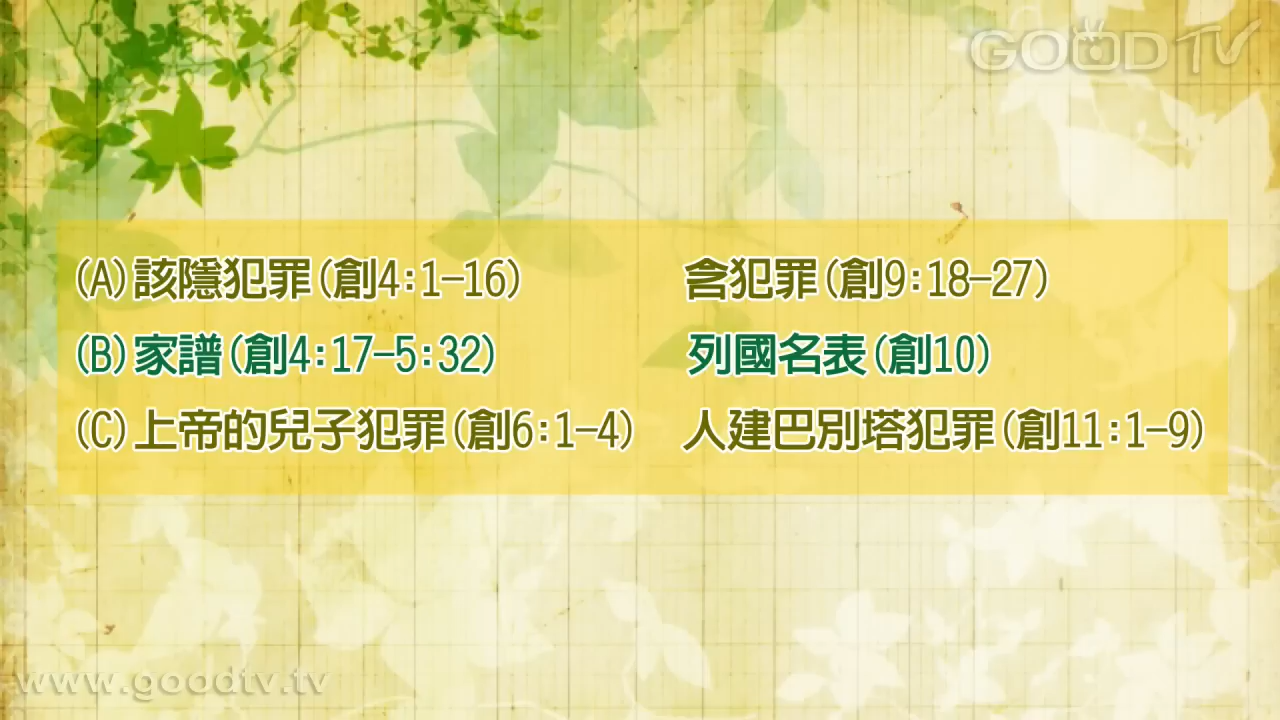 GOOD TV
(A)該隱犯罪(創4:1-16) 含犯罪(創9:18-27)
(B)家譜(創4:17-5:32) 列國名表(創10)
(C)上帝的兒子犯罪(創6:1-4) 人建巴別塔犯罪(創11:1-9)
www.goodtv.tv